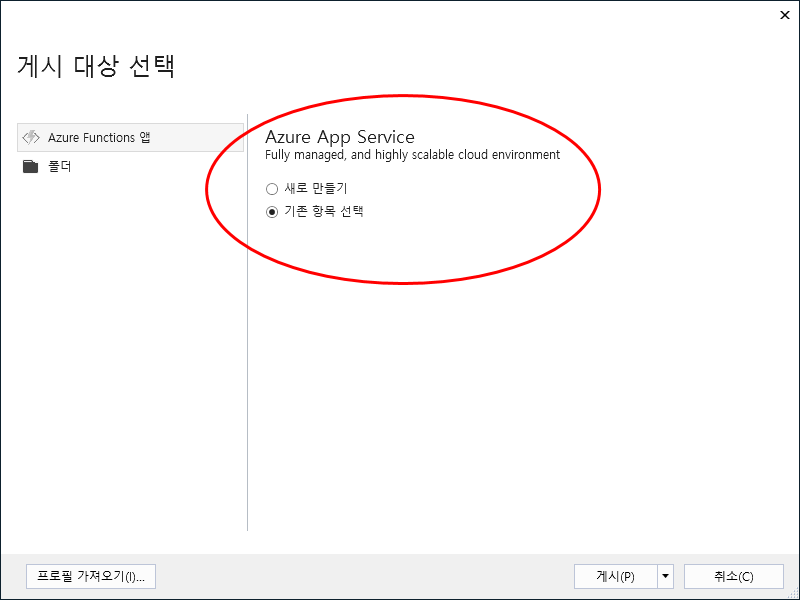 게시 대상 선택
Azure Functions 앱
폴더
Azure App Service
Fully managed, and highly scalable cloud environment
새로 만들기
기존 항목 선택
프로필 가져오기(I)...
게시(P)
취소(C)